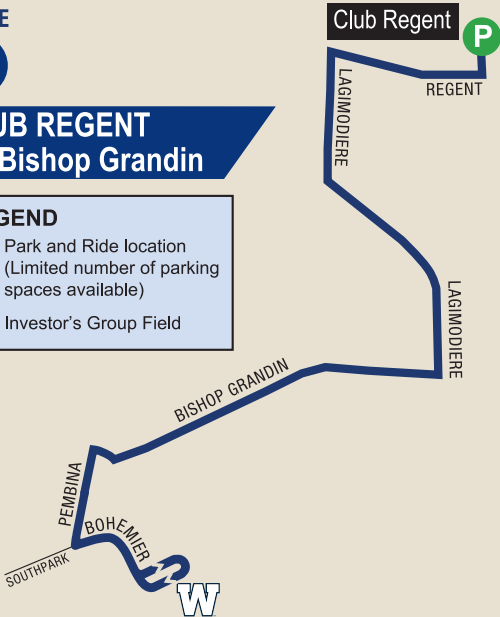 E
Club Regent
P
REGENT
LAGIMODIERE
UB REGENT
Bishop Grandin
GEND
Park and Ride location
(Limited number of parking
spaces available)
Investor's Group Field
LAGIMODIERE
BISHOP GRANDIN
PEMBINA
BOHEMIER
SOUTHPARK
W